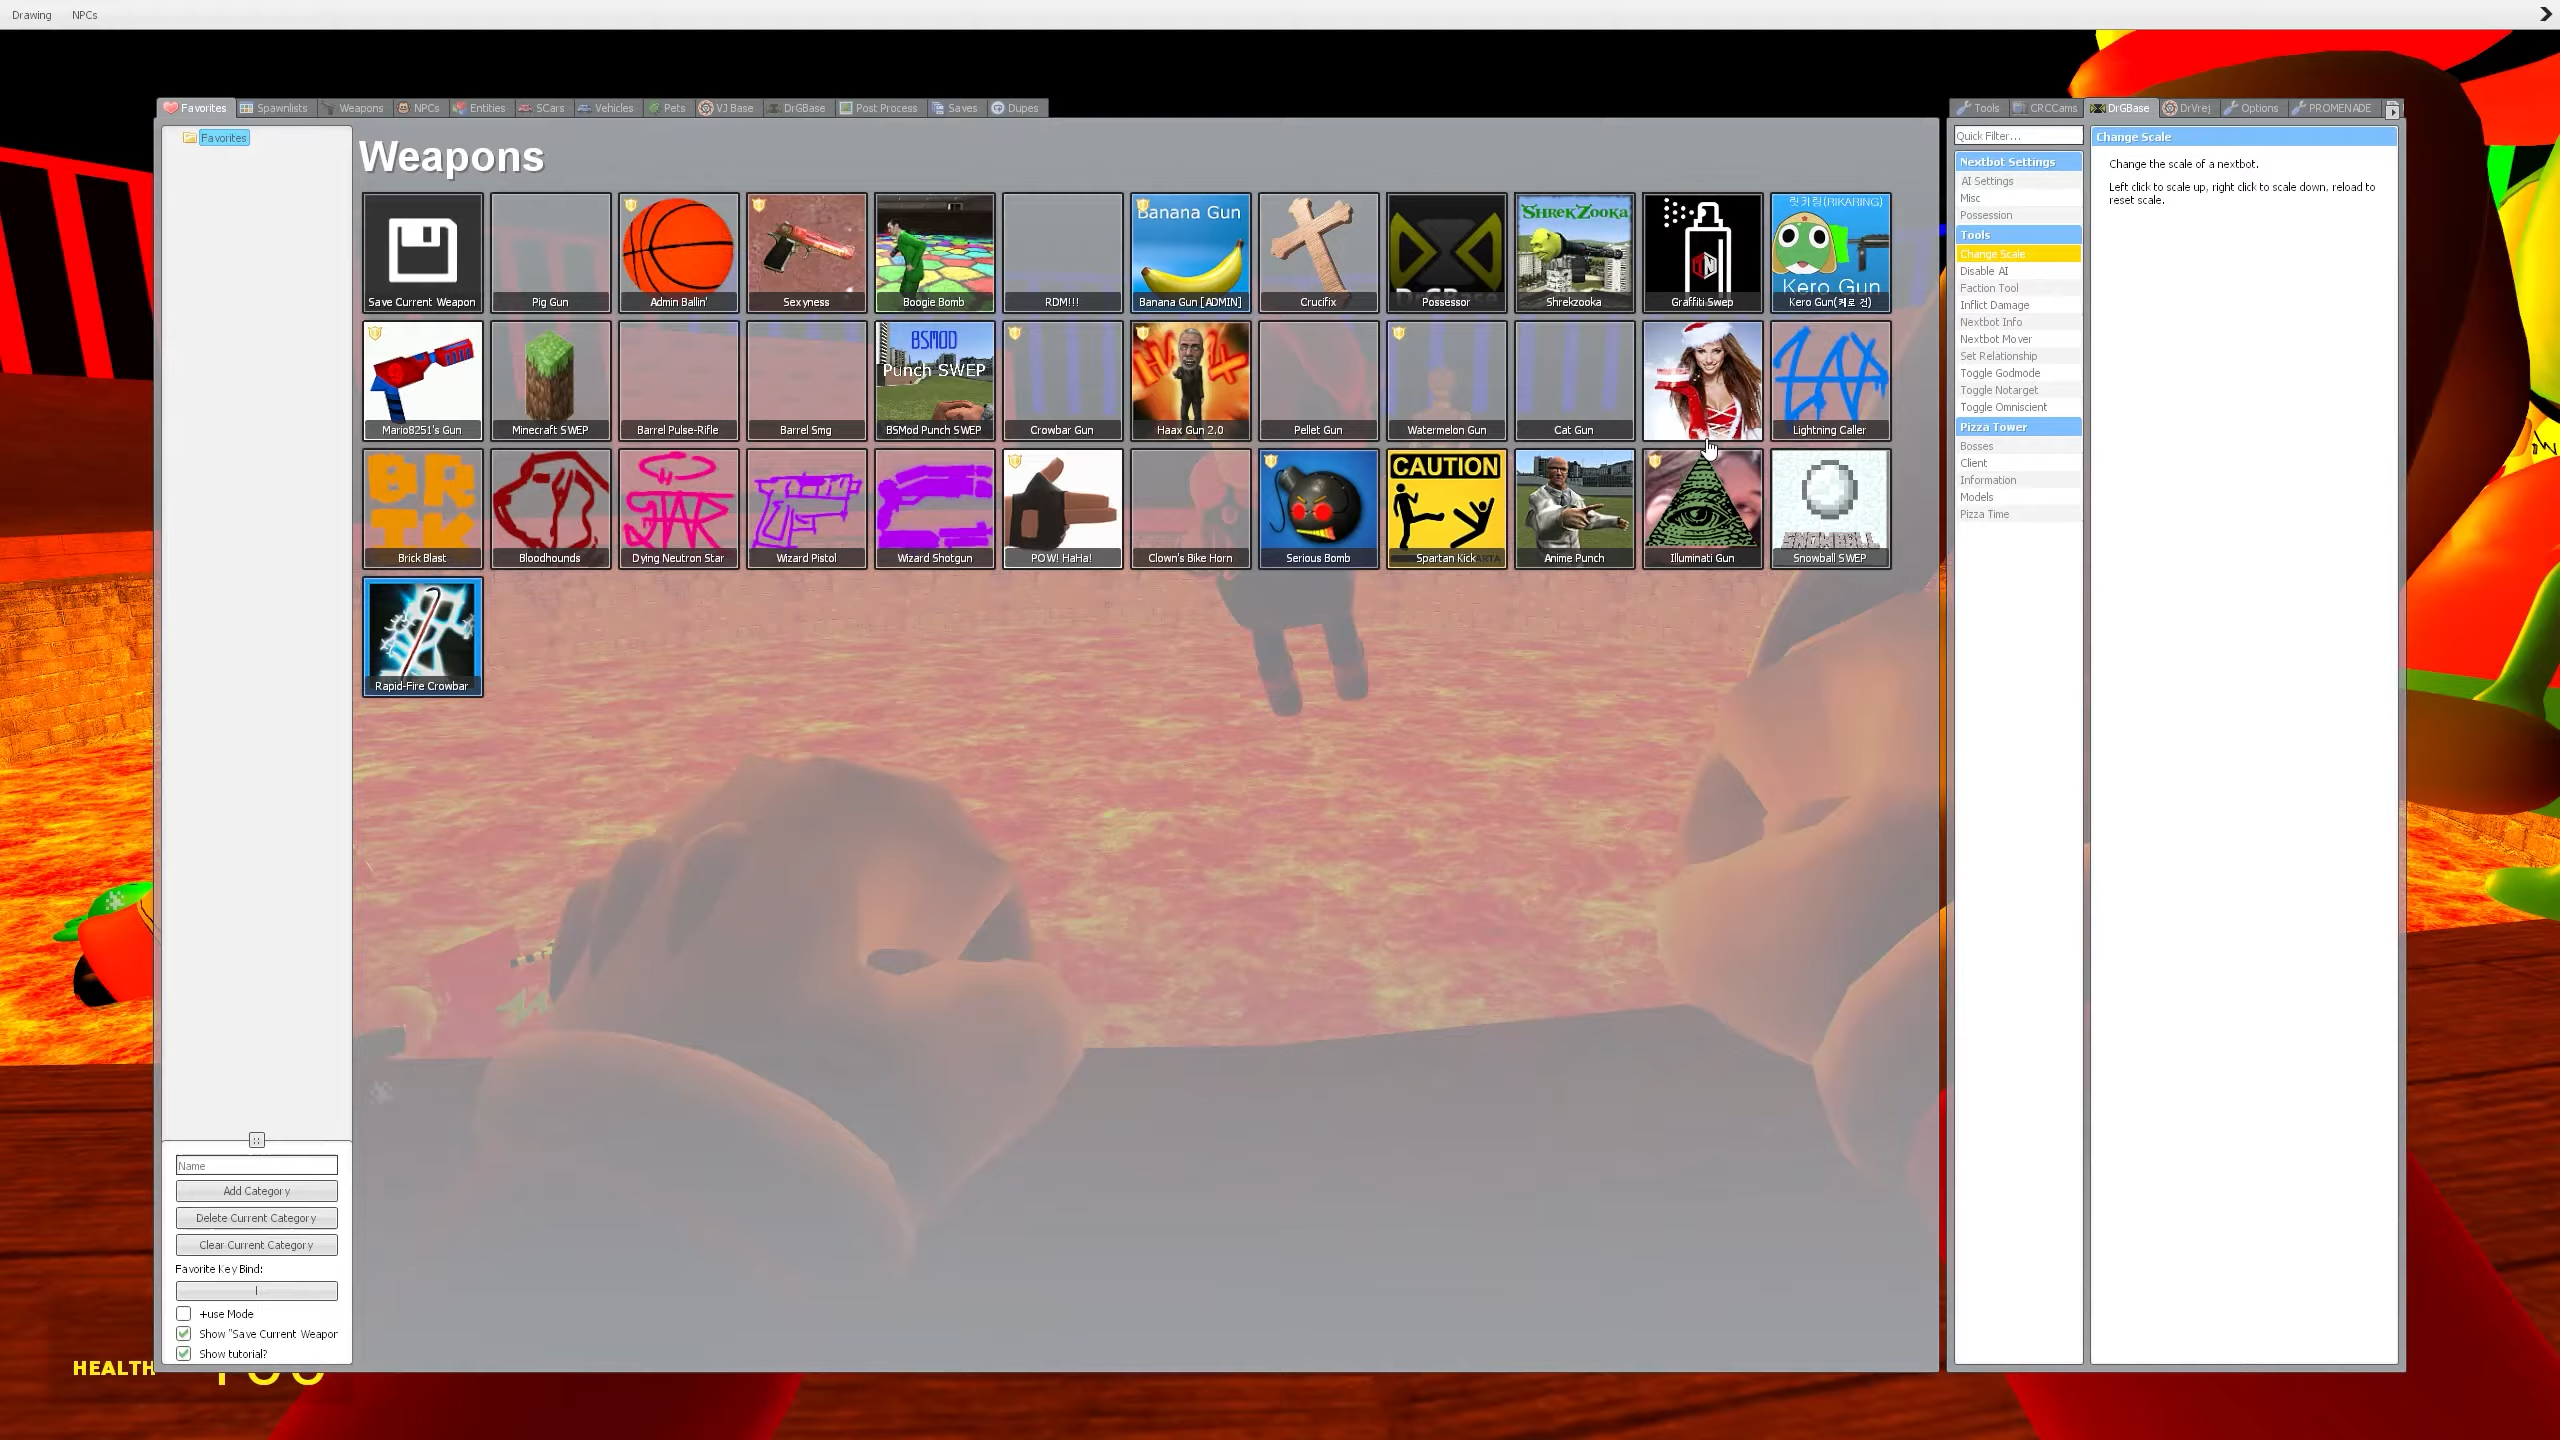 Drawing NPCs
Favorites Spawnlists Weapons NPCs Entities SCars Vehicles Pets VJ Base DrGBase Post Process Saves Dupes
Tools CRCCams DrGBase DrVrej Options PROMENADE
Favorites
Weapons
Save Current Weapon
Pig Gun
Admin Ballin'
Sexyness
Boogie Bomb
RDM!!!
Banana Gun
Banana Gun [ADMIN]
Crucifix
Possessor
SHREKZOOKA
Shrekzooka
Graffiti Swep
릿카링(RIKARING)
Kero Gun
Kero Gun(케로 건)
Mario8251's Gun
Minecraft SWEP
Barrel Pulse-Rifle
Barrel Smg
BSMOD
Punch SWEP
BSMod Punch SWEP
Crowbar Gun
HAX
Haax Gun 2.0
Pellet Gun
Watermelon Gun
Cat Gun
ZAX
Lightning Caller
BRIK
Brick Blast
Bloodhounds
STAR
Dying Neutron Star
Wizard Pistol
Wizard Shotgun
POW! HaHa!
Clown's Bike Horn
Serious Bomb
CAUTION
Spartan Kick
Anime Punch
Illuminati Gun
SNOWBALL
Snowball SWEP
Rapid-Fire Crowbar
Name
Add Category
Delete Current Category
Clear Current Category
Favorite Key Bind:
I
+use Mode
Show "Save Current Weapor
Show tutorial?
HEALTH
Quick Filter...
Nextbot Settings
AI Settings
Misc
Possession
Tools
Change Scale
Disable AI
Faction Tool
Inflict Damage
Nextbot Info
Nextbot Mover
Set Relationship
Toggle Godmode
Toggle Notarget
Toggle Omniscient
Pizza Tower
Bosses
Client
Information
Models
Pizza Time
Change Scale
Change the scale of a nextbot.
Left click to scale up, right click to scale down, reload to
reset scale.